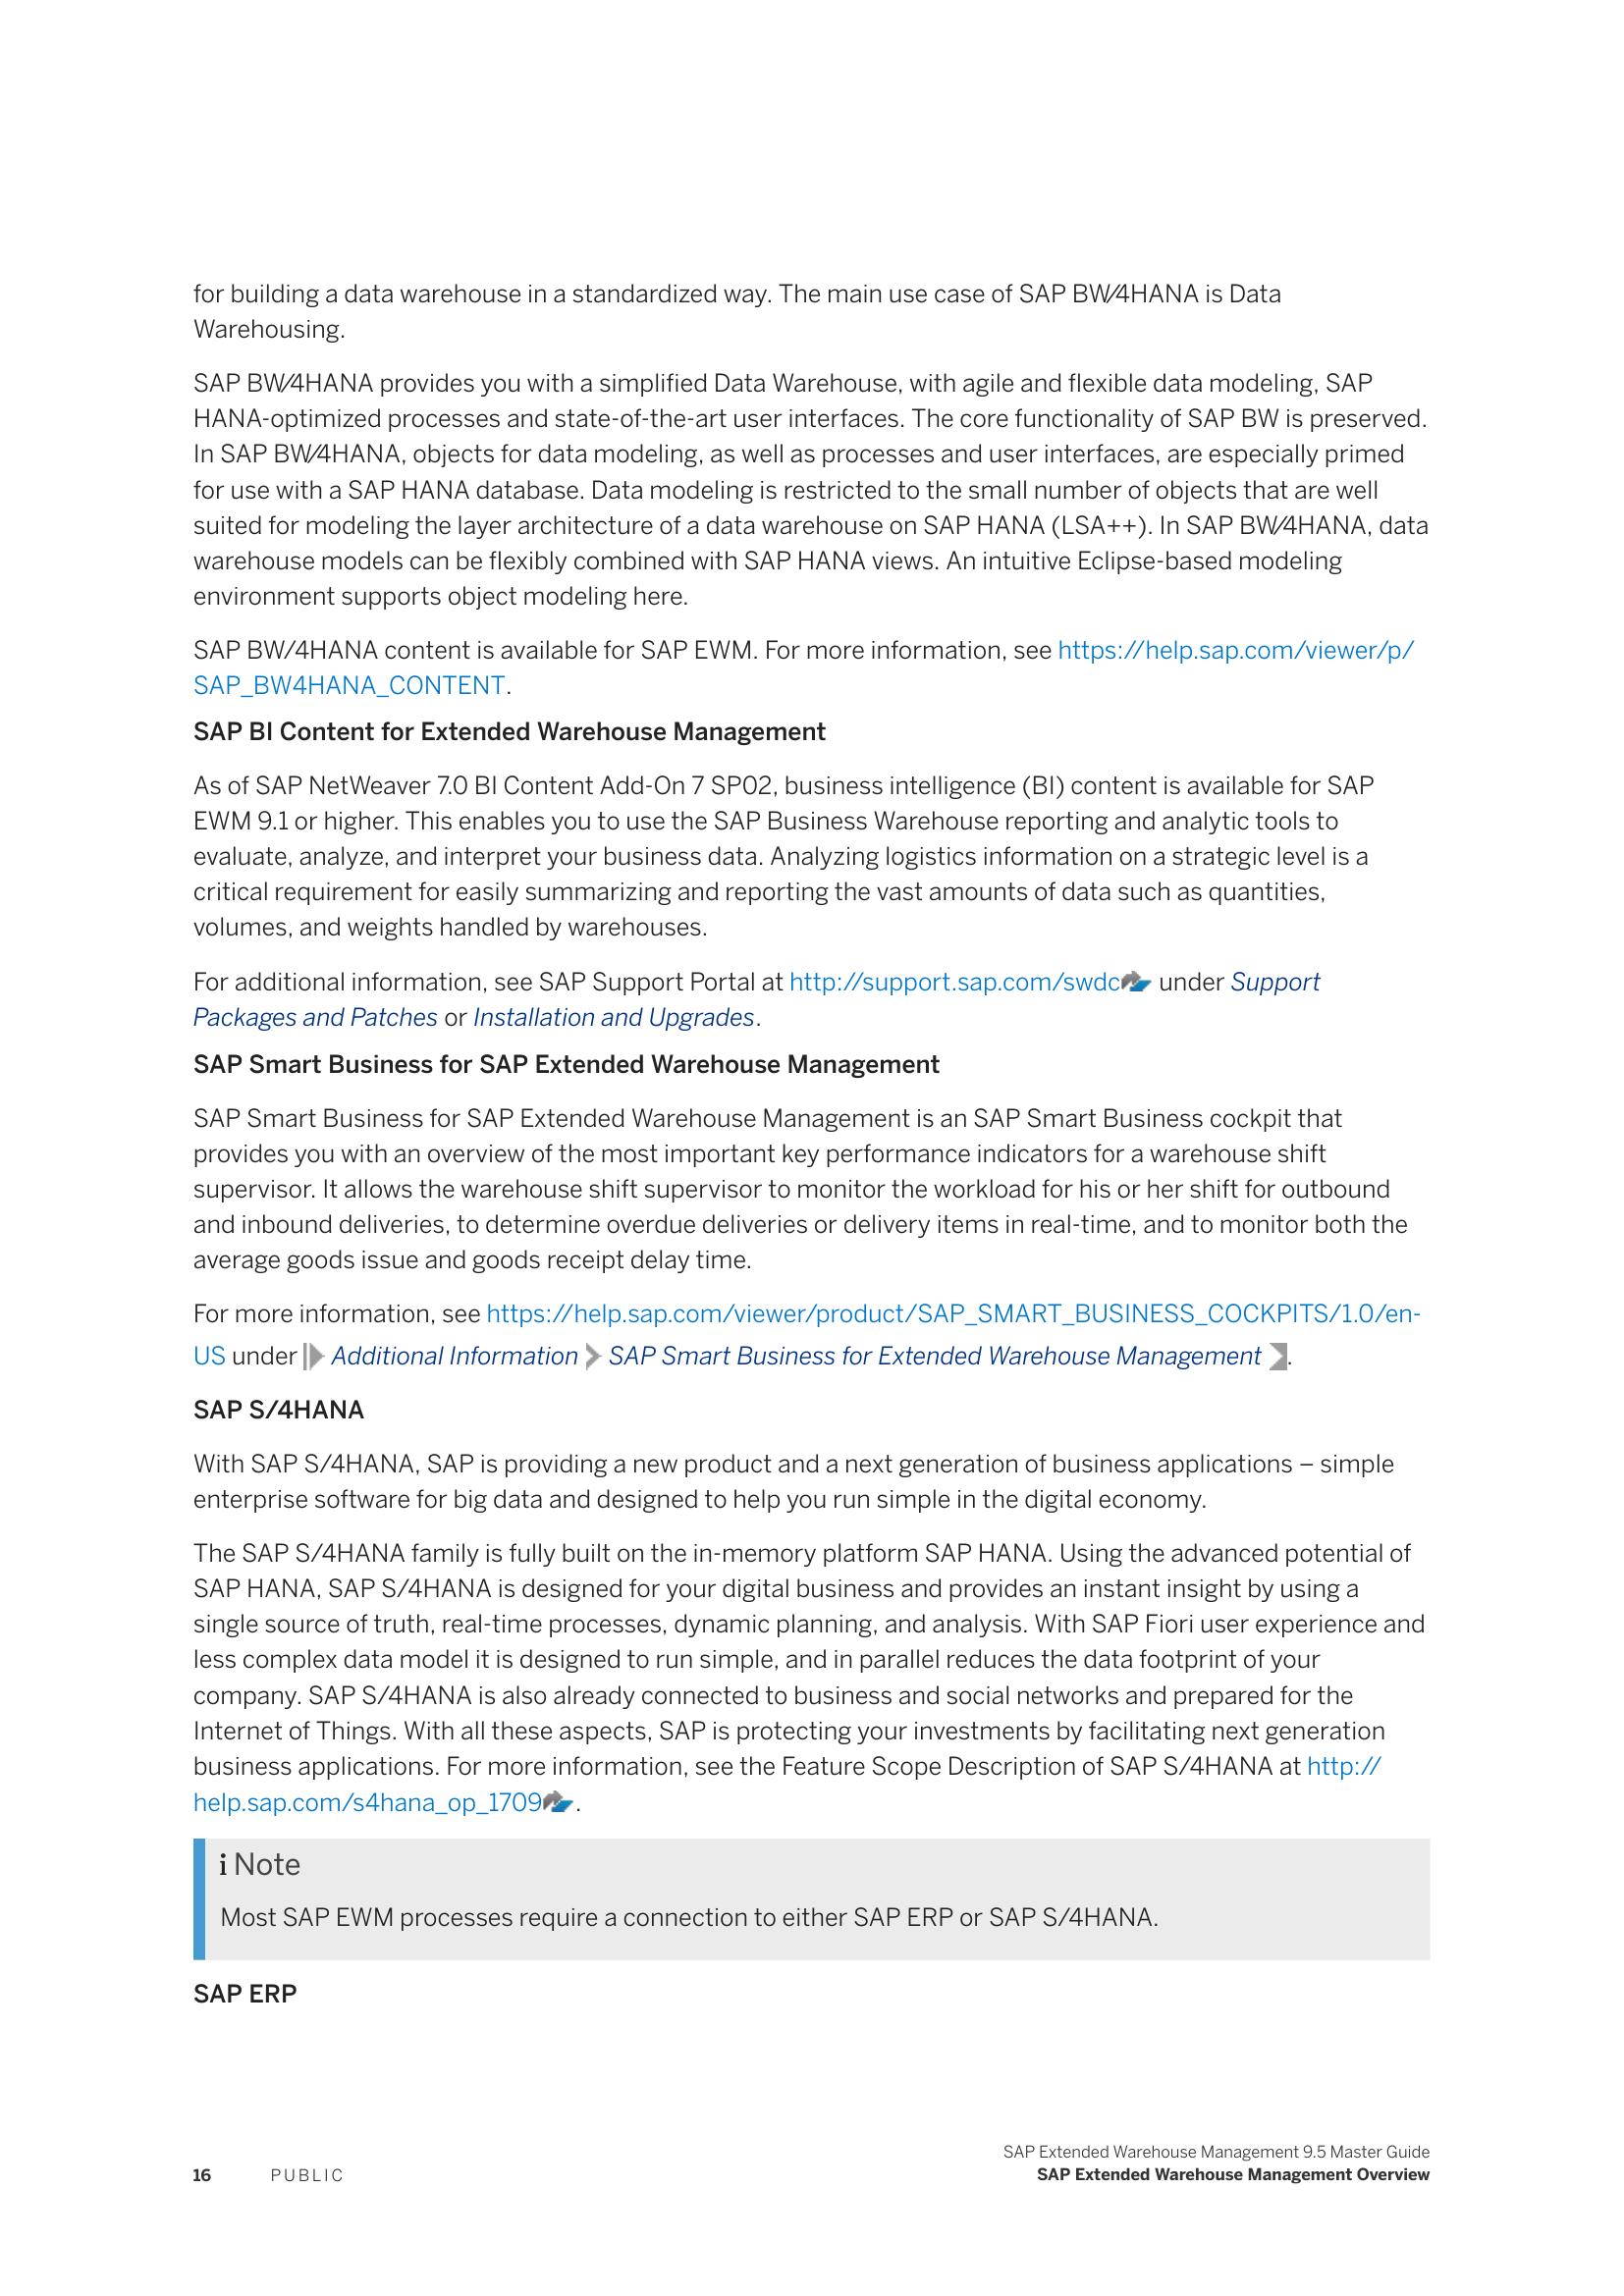 for building a data warehouse in a standardized way. The main use case of SAP BW/4HANA is Data
Warehousing.
SAP BW/4HANA provides you with a simplified Data Warehouse, with agile and flexible data modeling, SAP
HANA-optimized processes and state-of-the-art user interfaces. The core functionality of SAP BW is preserved.
In SAP BW/4HANA, objects for data modeling, as well as processes and user interfaces, are especially primed
for use with a SAP HANA database. Data modeling is restricted to the small number of objects that are well
suited for modeling the layer architecture of a data warehouse on SAP HANA (LSA++). In SAP BW/4HANA, data
warehouse models can be flexibly combined with SAP HANA views. An intuitive Eclipse-based modeling
environment supports object modeling here.
SAP BW/4HANA content is available for SAP EWM. For more information, see https://help.sap.com/viewer/p/
SAP_BW4HANA_CONTENT.
SAP BI Content for Extended Warehouse Management
As of SAP NetWeaver 7.0 BI Content Add-On 7 SP02, business intelligence (BI) content is available for SAP
EWM 9.1 or higher. This enables you to use the SAP Business Warehouse reporting and analytic tools to
evaluate, analyze, and interpret your business data. Analyzing logistics information on a strategic level is a
critical requirement for easily summarizing and reporting the vast amounts of data such as quantities,
volumes, and weights handled by warehouses.
For additional information, see SAP Support Portal at http://support.sap.com/swdc under Support
Packages and Patches or Installation and Upgrades.
SAP Smart Business for SAP Extended Warehouse Management
SAP Smart Business for SAP Extended Warehouse Management is an SAP Smart Business cockpit that
provides you with an overview of the most important key performance indicators for a warehouse shift
supervisor. It allows the warehouse shift supervisor to monitor the workload for his or her shift for outbound
and inbound deliveries, to determine overdue deliveries or delivery items in real-time, and to monitor both the
average goods issue and goods receipt delay time.
For more information, see https://help.sap.com/viewer/product/SAP_SMART_BUSINESS_COCKPITS/1.0/en-
US under Additional Information SAP Smart Business for Extended Warehouse Management .
SAP S/4HANA
With SAP S/4HANA, SAP is providing a new product and a next generation of business applications – simple
enterprise software for big data and designed to help you run simple in the digital economy.
The SAP S/4HANA family is fully built on the in-memory platform SAP HANA. Using the advanced potential of
SAP HANA, SAP S/4HANA is designed for your digital business and provides an instant insight by using a
single source of truth, real-time processes, dynamic planning, and analysis. With SAP Fiori user experience and
less complex data model it is designed to run simple, and in parallel reduces the data footprint of your
company. SAP S/4HANA is also already connected to business and social networks and prepared for the
Internet of Things. With all these aspects, SAP is protecting your investments by facilitating next generation
business applications. For more information, see the Feature Scope Description of SAP S/4HANA at http://
help.sap.com/s4hana_op_1709 .
i Note
Most SAP EWM processes require a connection to either SAP ERP or SAP S/4HANA.
SAP ERP
SAP Extended Warehouse Management 9.5 Master Guide
16 PUBLIC SAP Extended Warehouse Management Overview